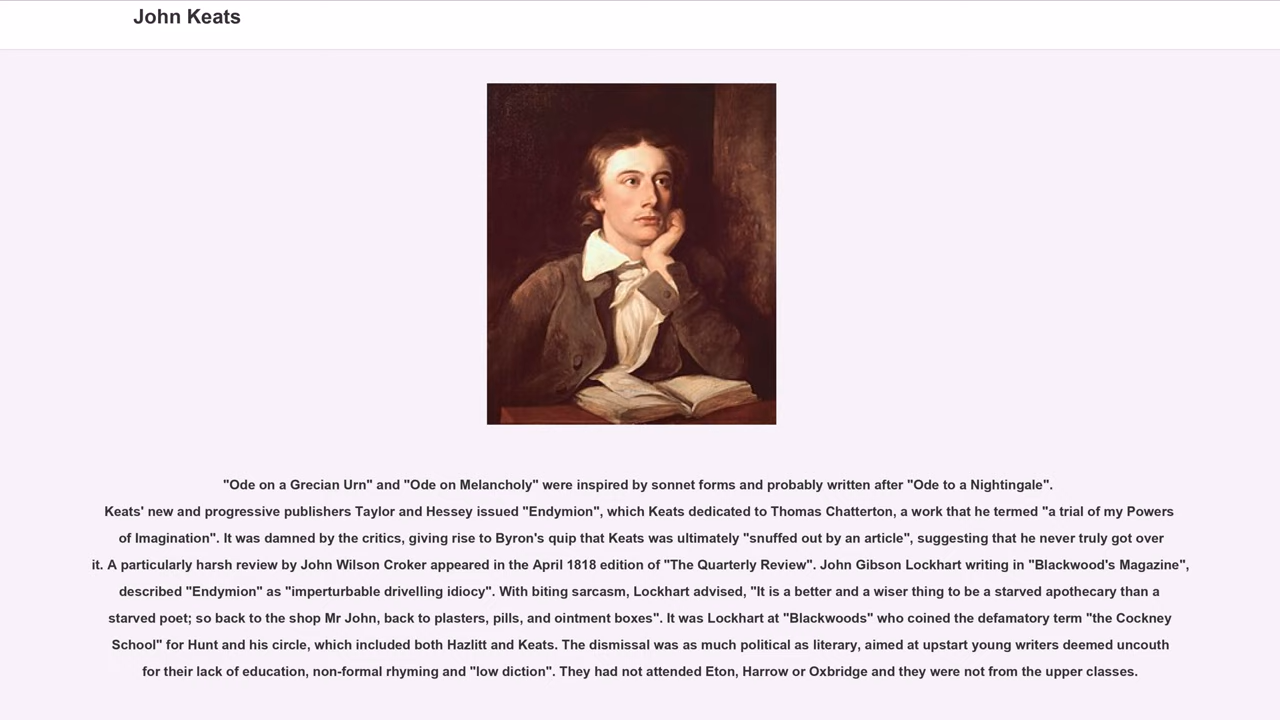 John Keats
"Ode on a Grecian Urn" and "Ode on Melancholy" were inspired by sonnet forms and probably written after "Ode to a Nightingale".
Keats' new and progressive publishers Taylor and Hessey issued "Endymion", which Keats dedicated to Thomas Chatterton, a work that he termed "a trial of my Powers
of Imagination". It was damned by the critics, giving rise to Byron's quip that Keats was ultimately "snuffed out by an article", suggesting that he never truly got over
it. A particularly harsh review by John Wilson Croker appeared in the April 1818 edition of "The Quarterly Review". John Gibson Lockhart writing in "Blackwood's Magazine",
described "Endymion" as "imperturbable drivelling idiocy". With biting sarcasm, Lockhart advised, "It is a better and a wiser thing to be a starved apothecary than a
starved poet; so back to the shop Mr John, back to plasters, pills, and ointment boxes". It was Lockhart at "Blackwoods" who coined the defamatory term "the Cockney
School" for Hunt and his circle, which included both Hazlitt and Keats. The dismissal was as much political as literary, aimed at upstart young writers deemed uncouth
for their lack of education, non-formal rhyming and "low diction". They had not attended Eton, Harrow or Oxbridge and they were not from the upper classes.